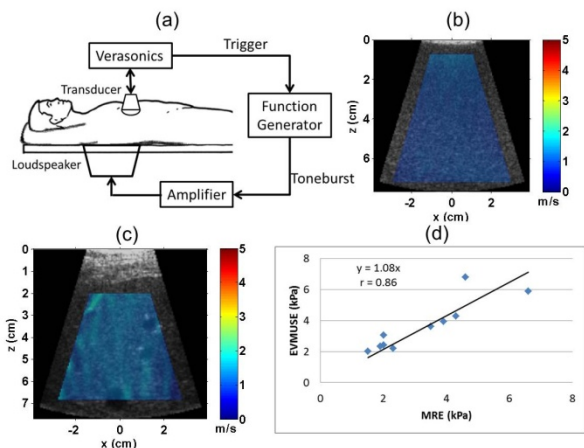 (a)
Verasonics
Trigger
Transducer
Function
Generator
Loudspeaker
Amplifier
Toneburst
(b)
0
2
4
6
z (cm)
-2 0 2
x (cm)
5
4
3
2
1
0
m/s
(c)
0
1
2
3
4
5
6
7
z (cm)
-2 0 2
x (cm)
5
4
3
2
1
0
m/s
(d)
8
6
4
2
0
EVMUSE (kPa)
y = 1.08x
r = 0.86
0 2 4 6 8
MRE (kPa)